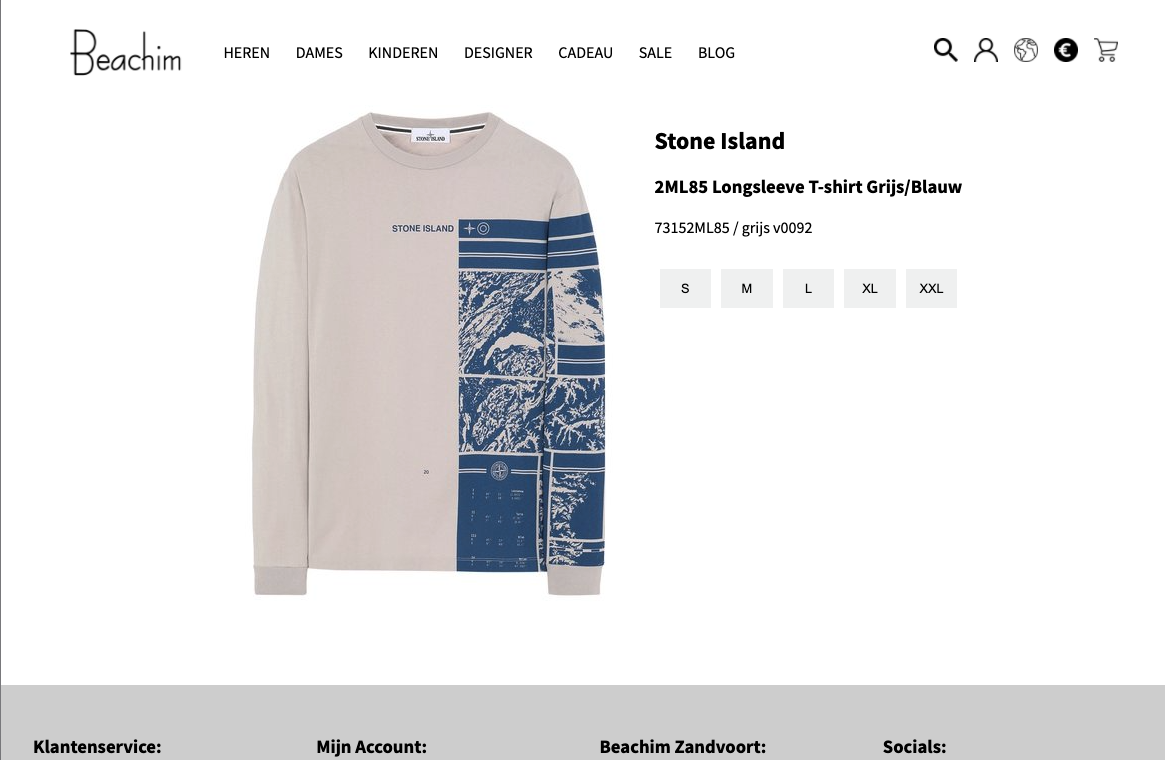 Beachim
HEREN DAMES KINDEREN DESIGNER CADEAU SALE BLOG
€
STONE ISLAND
STONE ISLAND
Stone Island
2ML85 Longsleeve T-shirt Grijs/Blauw
73152ML85 / grijs v0092
S M L XL XXL
20
Klantenservice: Mijn Account: Beachim Zandvoort: Socials: